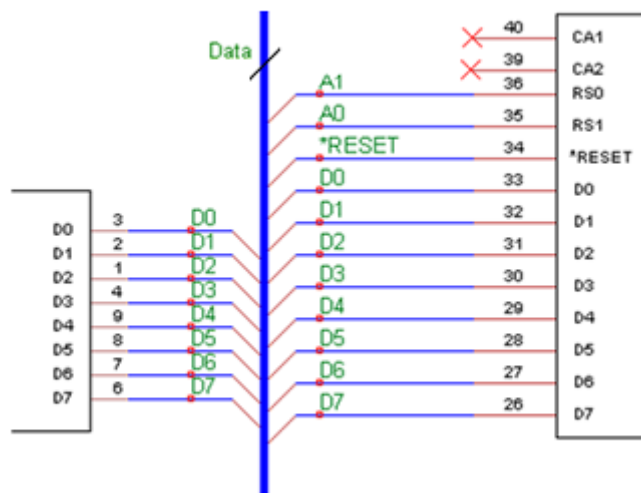 40 CA1
Data
39 CA2
A1 36 RS0
A0 35 RS1
*RESET 34 *RESET
D0 33 D0
D0 3 D0 D1 32 D1
D1 2 D1
D2 1 D2 D2 31 D2
D3 4 D3 D3 30 D3
D4 9 D4 D4 29 D4
D5 8 D5 D5 28 D5
D6 7 D6
D7 6 D7 D6 27 D6
D7 26 D7